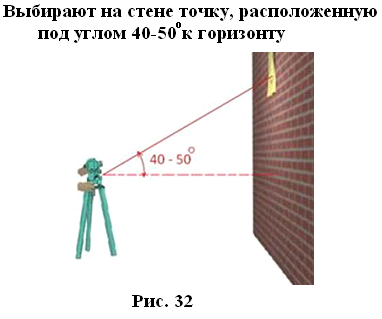 Выбирают на стене точку, расположенную
под углом 40-50° к горизонту
40 - 50°
Рис. 32